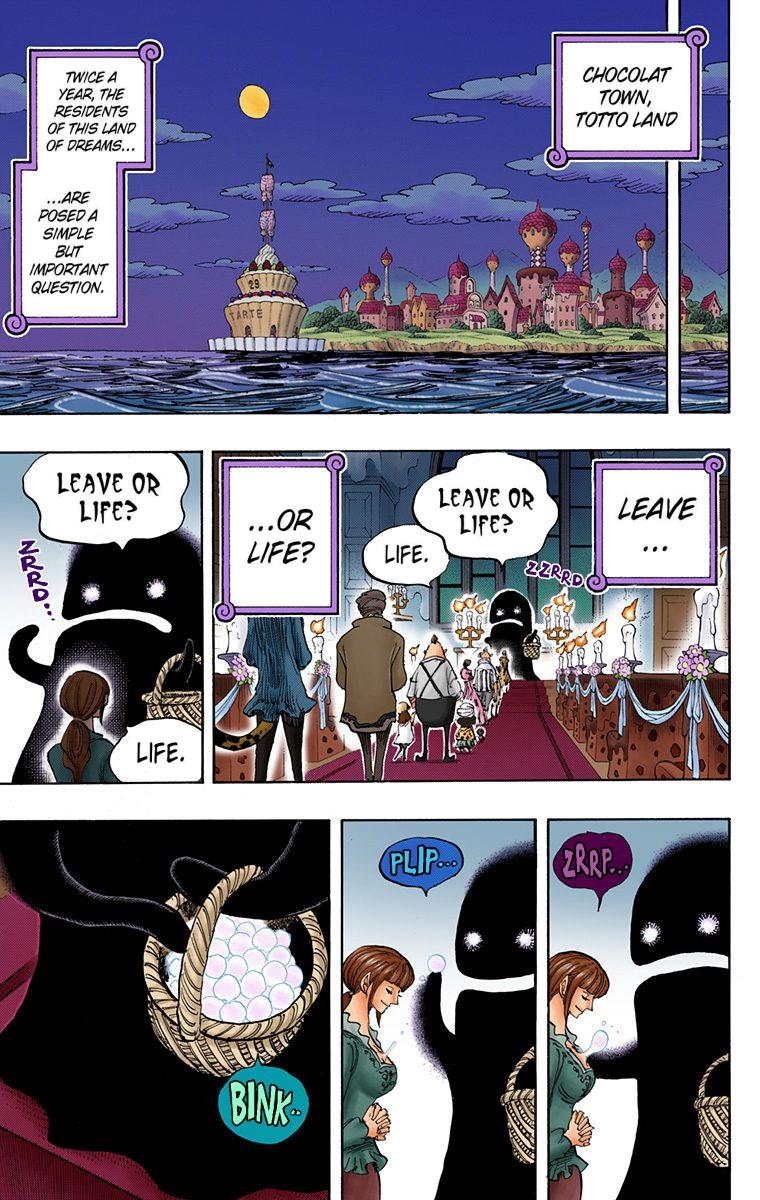 CHOCOLAT
TOWN,
TOTTO LAND
TWICE A
YEAR, THE
RESIDENTS
OF THIS LAND
OF DREAMS...
...ARE
POSED A
SIMPLE
BUT
IMPORTANT
QUESTION.
29
TARTE
LEAVE
...
LEAVE OR
LIFE?
ZZRRD
LIFE.
...OR
LIFE?
LEAVE OR
LIFE?
ZRRD...
LIFE.
ZRRP...
PLIP...
BINK..